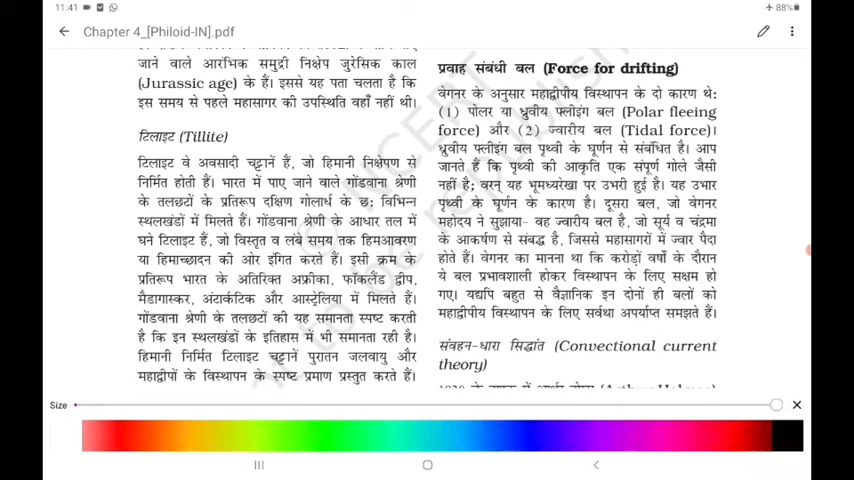 11:41
88%
Chapter 4_[Philoid-IN].pdf
जाने वाले आरंभिक समुद्री निक्षेप जुरेसिक काल
(Jurassic age) के हैं। इससे यह पता चलता है कि
इस समय से पहले महासागर की उपस्थिति वहाँ नहीं थी।
टिलाइट (Tillite)
टिलाइट वे अवसादी चट्टानें हैं, जो हिमानी निक्षेपण से
निर्मित होती हैं। भारत में पाए जाने वाले गोंडवाना श्रेणी
के तलछटों के प्रतिरूप दक्षिण गोलार्ध के छ: विभिन्न
स्थलखंडों में मिलते हैं। गोंडवाना श्रेणी के आधार तल में
घने टिलाइट हैं, जो विस्तृत व लंबे समय तक हिमआवरण
या हिमाच्छादन की ओर इंगित करते हैं। इसी क्रम के
प्रतिरूप भारत के अतिरिक्त अफ्रीका, फॉकलैंड द्वीप,
मैडागास्कर, अंटार्कटिक और आस्ट्रेलिया में मिलते हैं।
गोंडवाना श्रेणी के तलछटों की यह समानता स्पष्ट करती
है कि इन स्थलखंडों के इतिहास में भी समानता रही है।
हिमानी निर्मित टिलाइट चट्टानें पुरातन जलवायु और
महाद्वीपों के विस्थापन के स्पष्ट प्रमाण प्रस्तुत करते हैं।
प्रवाह संबंधी बल (Force for drifting)
वेगनर के अनुसार महाद्वीपीय विस्थापन के दो कारण थे:
(1) पोलर या ध्रुवीय फ्लीइंग बल (Polar fleeing
force) और (2) ज्वारीय बल (Tidal force)।
ध्रुवीय फ्लीइंग बल पृथ्वी के घूर्णन से संबंधित है। आप
जानते हैं कि पृथ्वी की आकृति एक संपूर्ण गोले जैसी
नहीं है; वरन् यह भूमध्यरेखा पर उभरी हुई है। यह उभार
पृथ्वी के घूर्णन के कारण है। दूसरा बल, जो वेगनर
महोदय ने सुझाया- वह ज्वारीय बल है, जो सूर्य व चंद्रमा
के आकर्षण से संबद्ध है, जिससे महासागरों में ज्वार पैदा
होते हैं। वेगनर का मानना था कि करोड़ों वर्षों के दौरान
ये बल प्रभावशाली होकर विस्थापन के लिए सक्षम हो
गए। यद्यपि बहुत से वैज्ञानिक इन दोनों ही बलों को
महाद्वीपीय विस्थापन के लिए सर्वथा अपर्याप्त समझते हैं।
संवहन-धारा सिद्धांत (Convectional current
theory)
Size